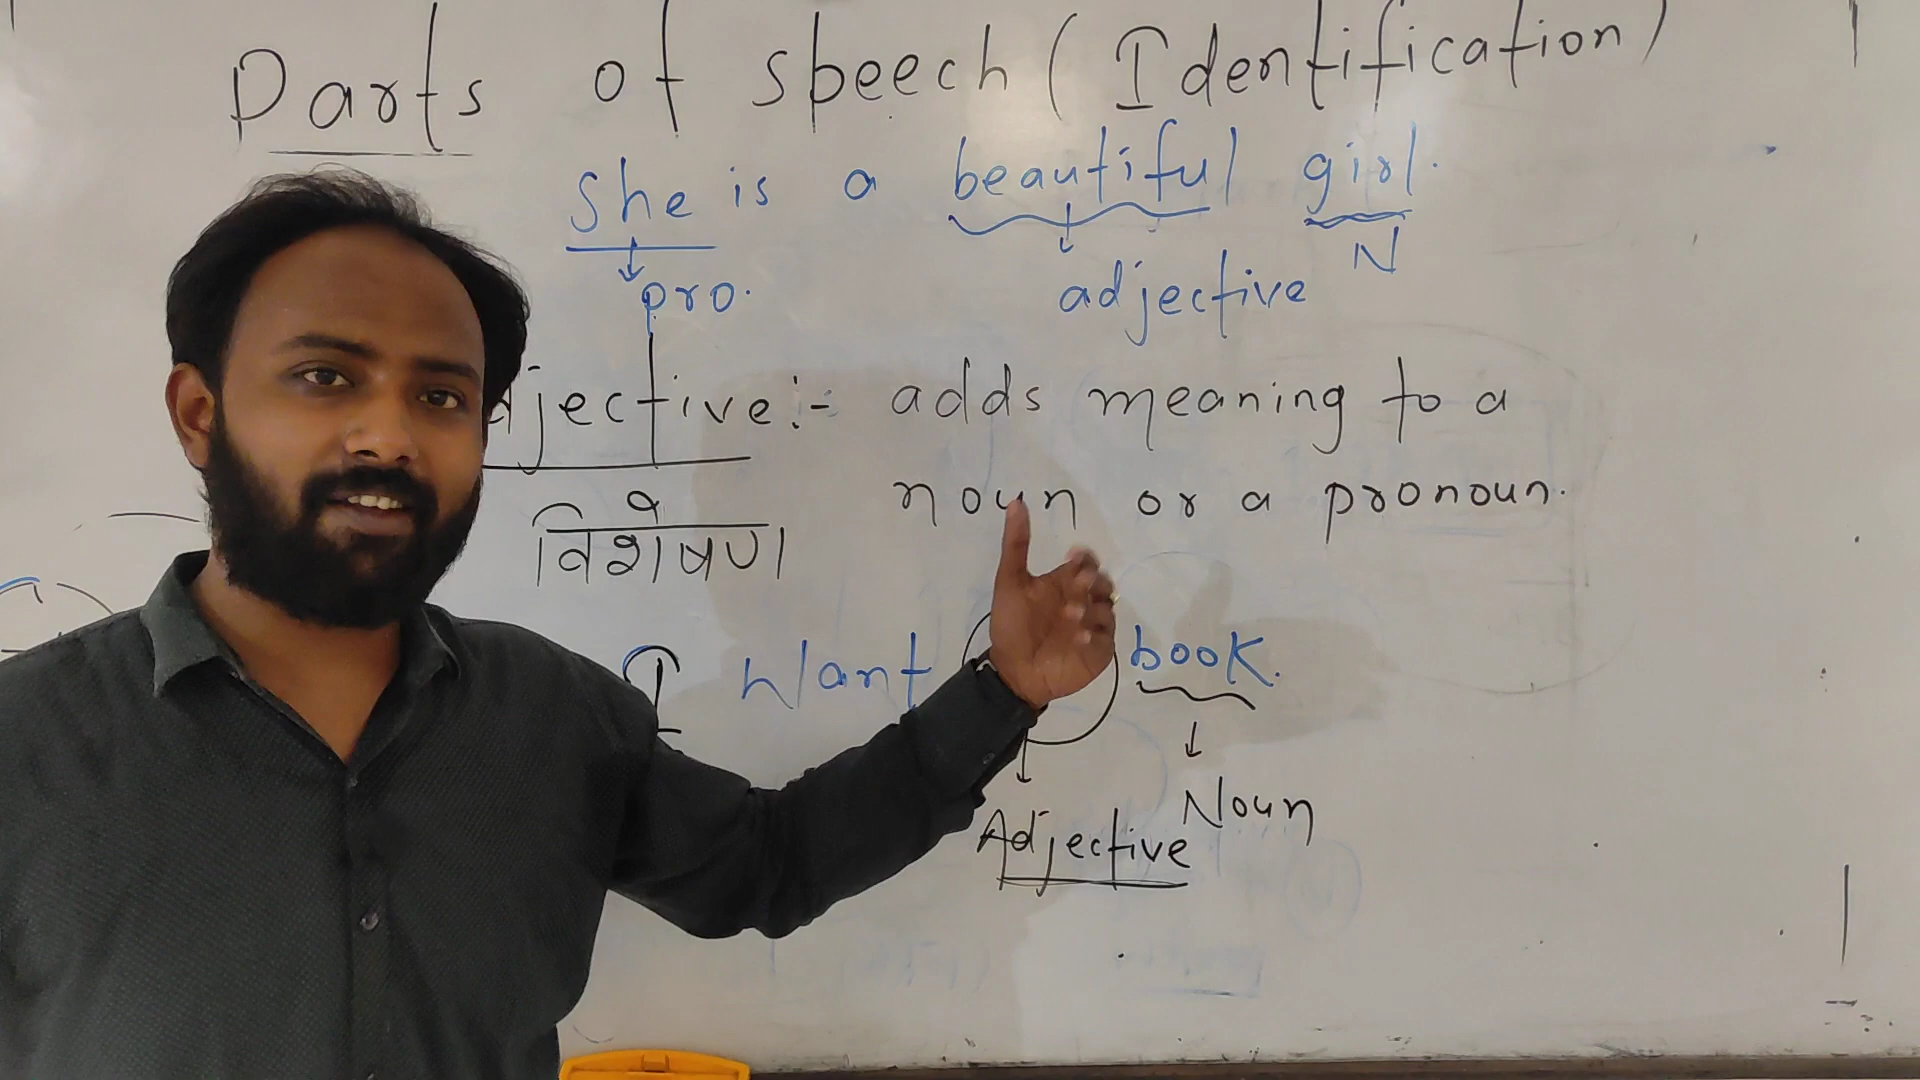 Parts of speech ( Identification )
She is a beautiful girl.
pro. adjective N
djective :- adds meaning to a
noun or a pronoun.
विशेषण
I want book.
Adjective Noun